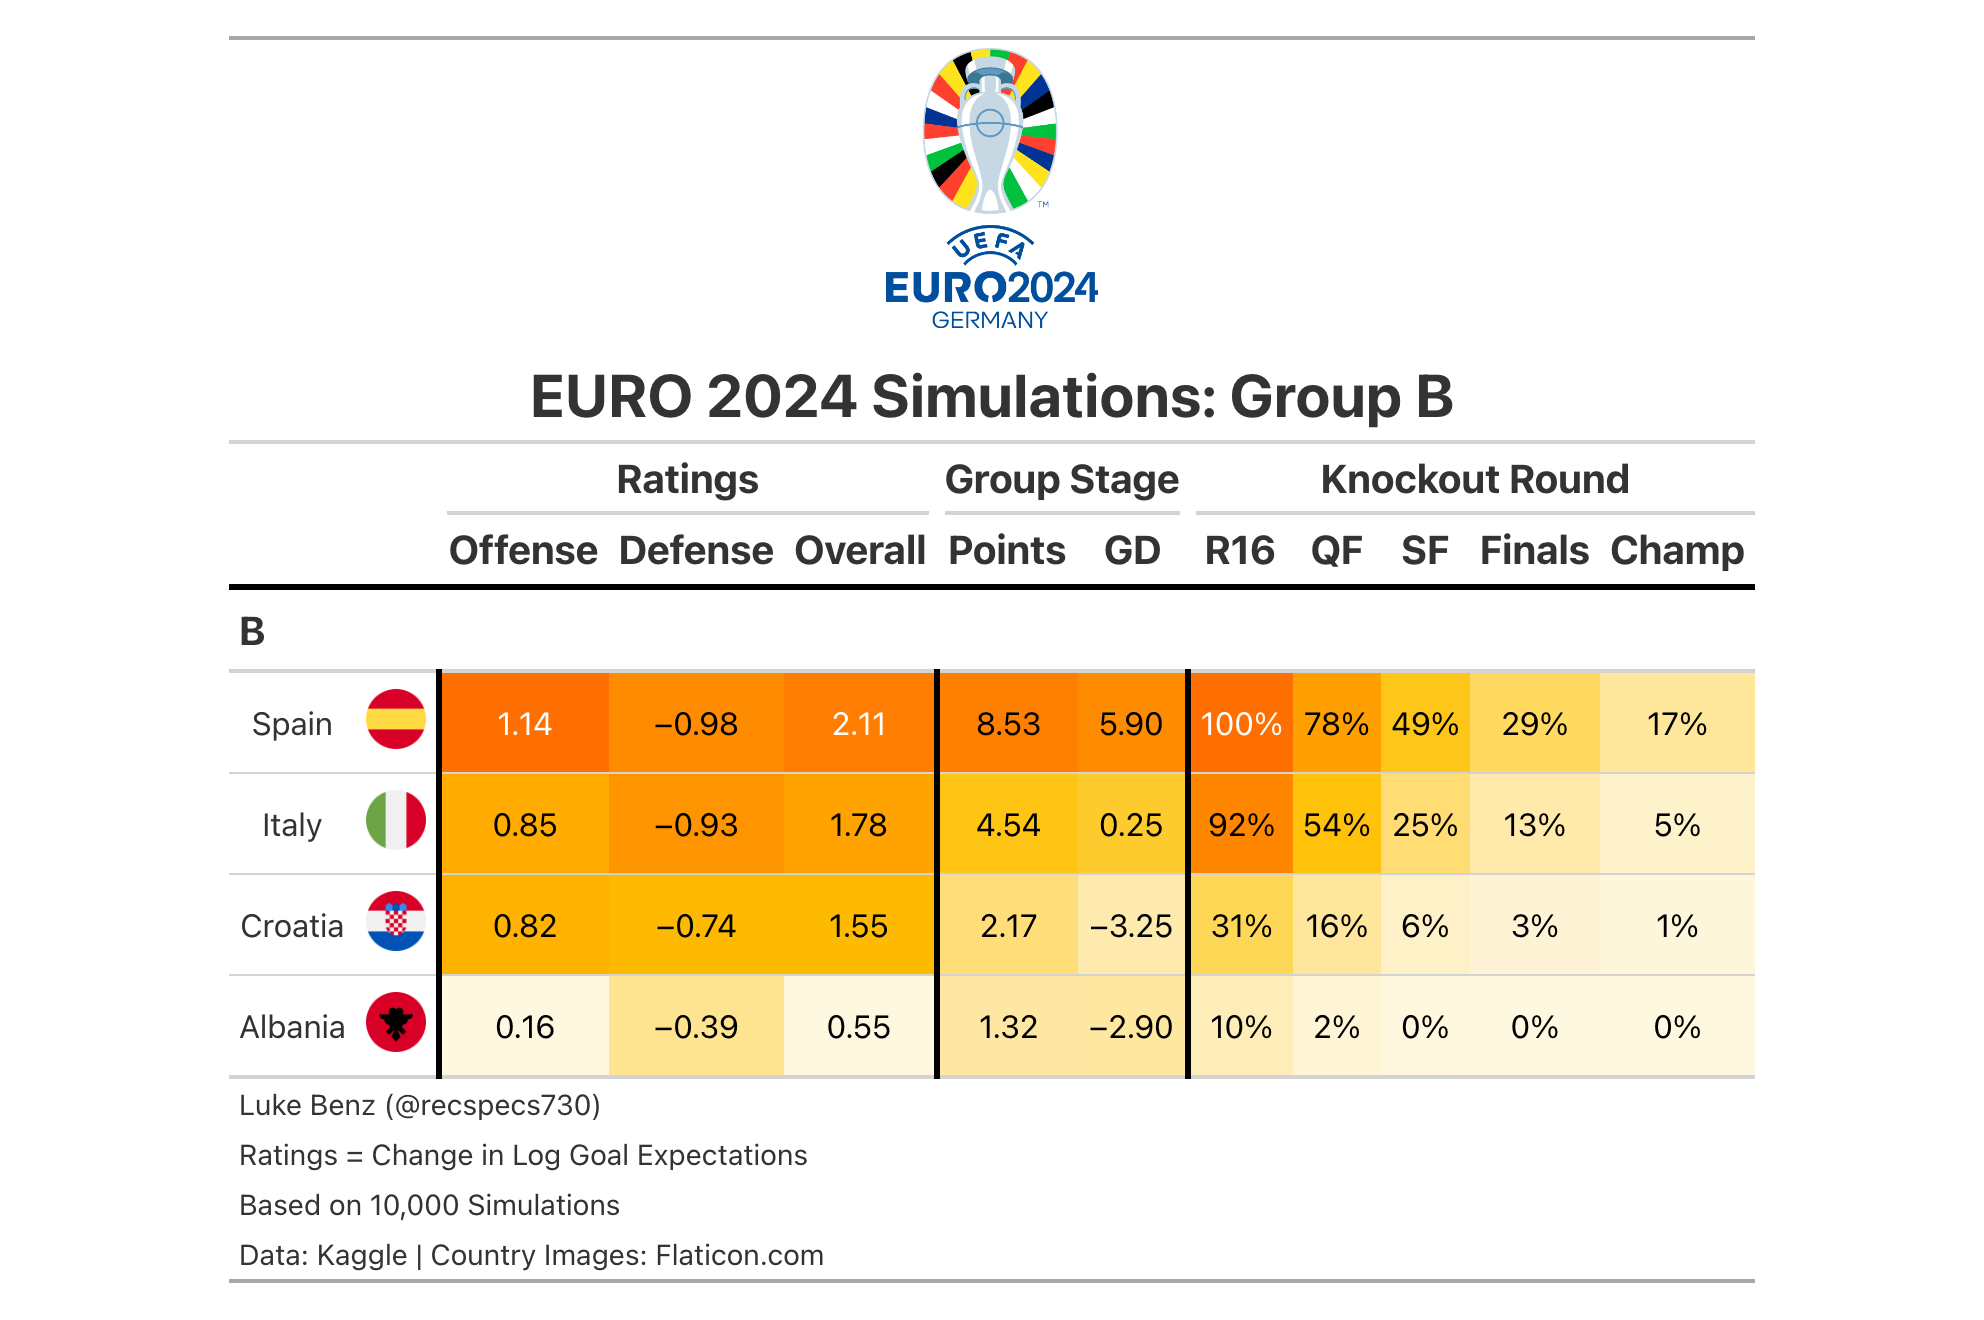 TM
UEFA
EURO2024
GERMANY
EURO 2024 Simulations: Group B
Ratings Group Stage Knockout Round
Offense Defense Overall Points GD R16 QF SF Finals Champ
B
Spain 1.14 −0.98 2.11 8.53 5.90 100% 78% 49% 29% 17%
Italy 0.85 −0.93 1.78 4.54 0.25 92% 54% 25% 13% 5%
Croatia 0.82 −0.74 1.55 2.17 −3.25 31% 16% 6% 3% 1%
Albania 0.16 −0.39 0.55 1.32 −2.90 10% 2% 0% 0% 0%
Luke Benz (@recspecs730)
Ratings = Change in Log Goal Expectations
Based on 10,000 Simulations
Data: Kaggle | Country Images: Flaticon.com